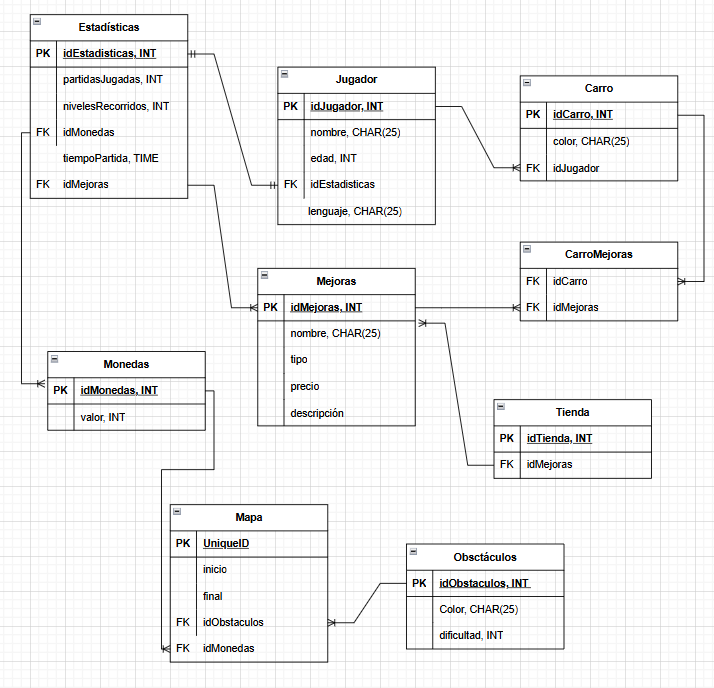 Estadísticas
PK idEstadisticas, INT
partidasJugadas, INT
nivelesRecorridos, INT
FK idMonedas
tiempoPartida, TIME
FK idMejoras
Jugador
PK idJugador, INT
nombre, CHAR(25)
edad, INT
FK idEstadisticas
lenguaje, CHAR(25)
Carro
PK idCarro, INT
color, CHAR(25)
FK idJugador
CarroMejoras
FK idCarro
FK idMejoras
Mejoras
PK idMejoras, INT
nombre, CHAR(25)
tipo
precio
descripción
Monedas
PK idMonedas, INT
valor, INT
Tienda
PK idTienda, INT
FK idMejoras
Mapa
PK UniqueID
inicio
final
FK idObstaculos
FK idMonedas
Obsctáculos
PK idObstaculos, INT
Color, CHAR(25)
dificultad, INT